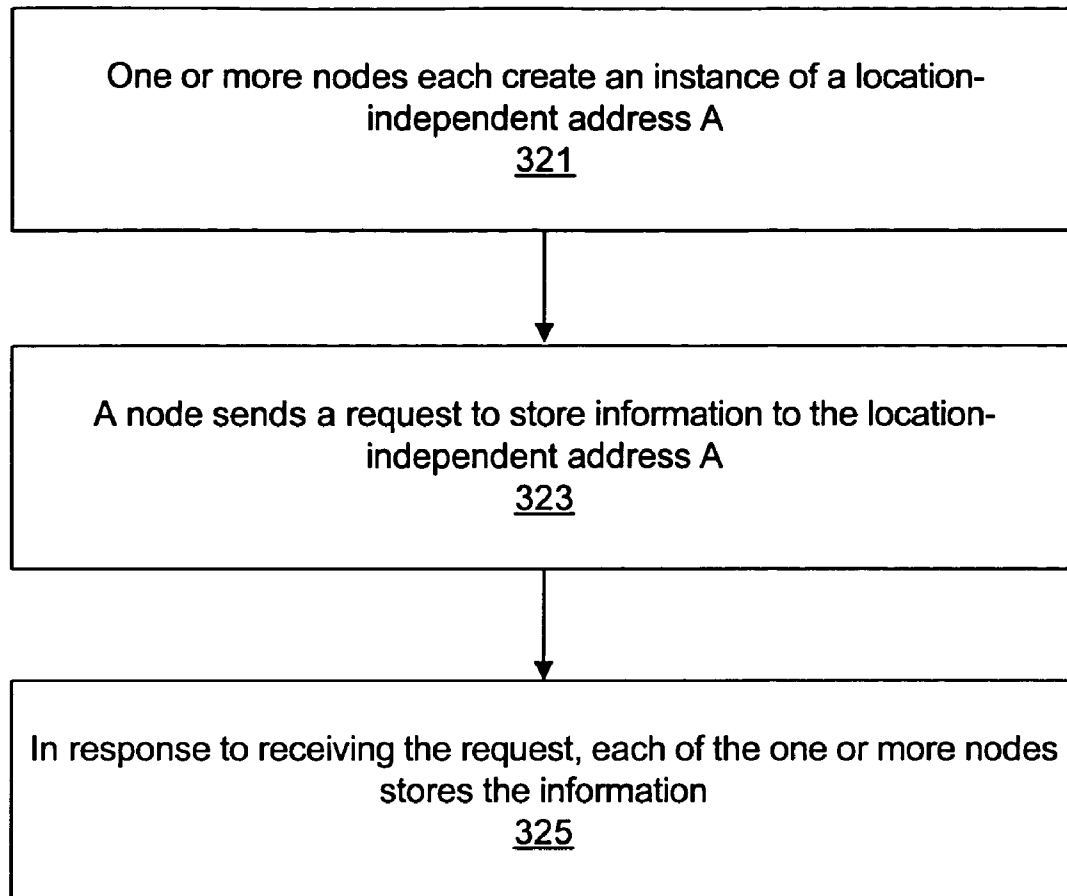 One or more nodes each create an instance of a location-
independent address A
321
A node sends a request to store information to the location-
independent address A
323
In response to receiving the request, each of the one or more nodes
stores the information
325